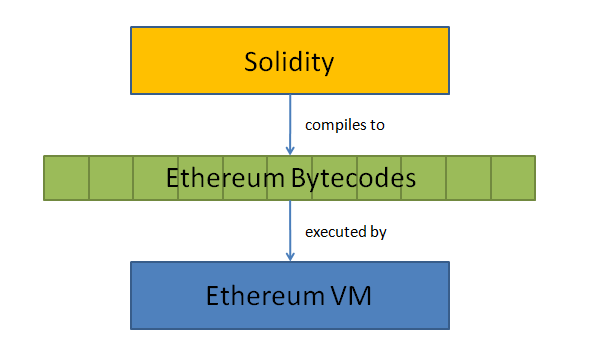 Solidity
compiles to
Ethereum Bytecodes
executed by
Ethereum VM